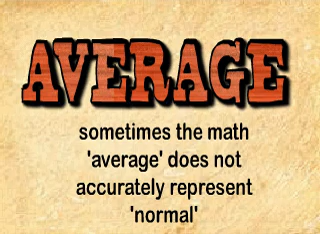 AVERAGE
sometimes the math
'average' does not
accurately represent
'normal'